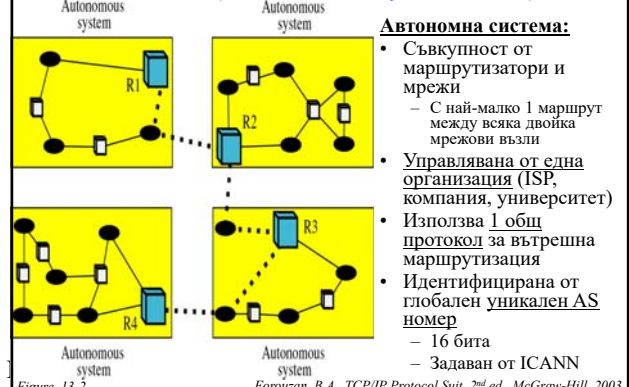 Autonomous
system
Autonomous
system
R1
R2
R3
R4
Autonomous
system
Autonomous
system
Автономна система:
• Съвкупност от
маршрутизатори и
мрежи
– С най-малко 1 маршрут
между всяка двойка
мрежови възли
• Управлявана от една
организация (ISP,
компания, университет)
• Използва 1 общ
протокол за вътрешна
маршрутизация
• Идентифицирана от
глобален уникален AS
номер
– 16 бита
– Задаван от ICANN
Figure 13-2
Forouzan, B.A., TCP/IP Protocol Suit, 2nd ed., McGraw-Hill, 2003